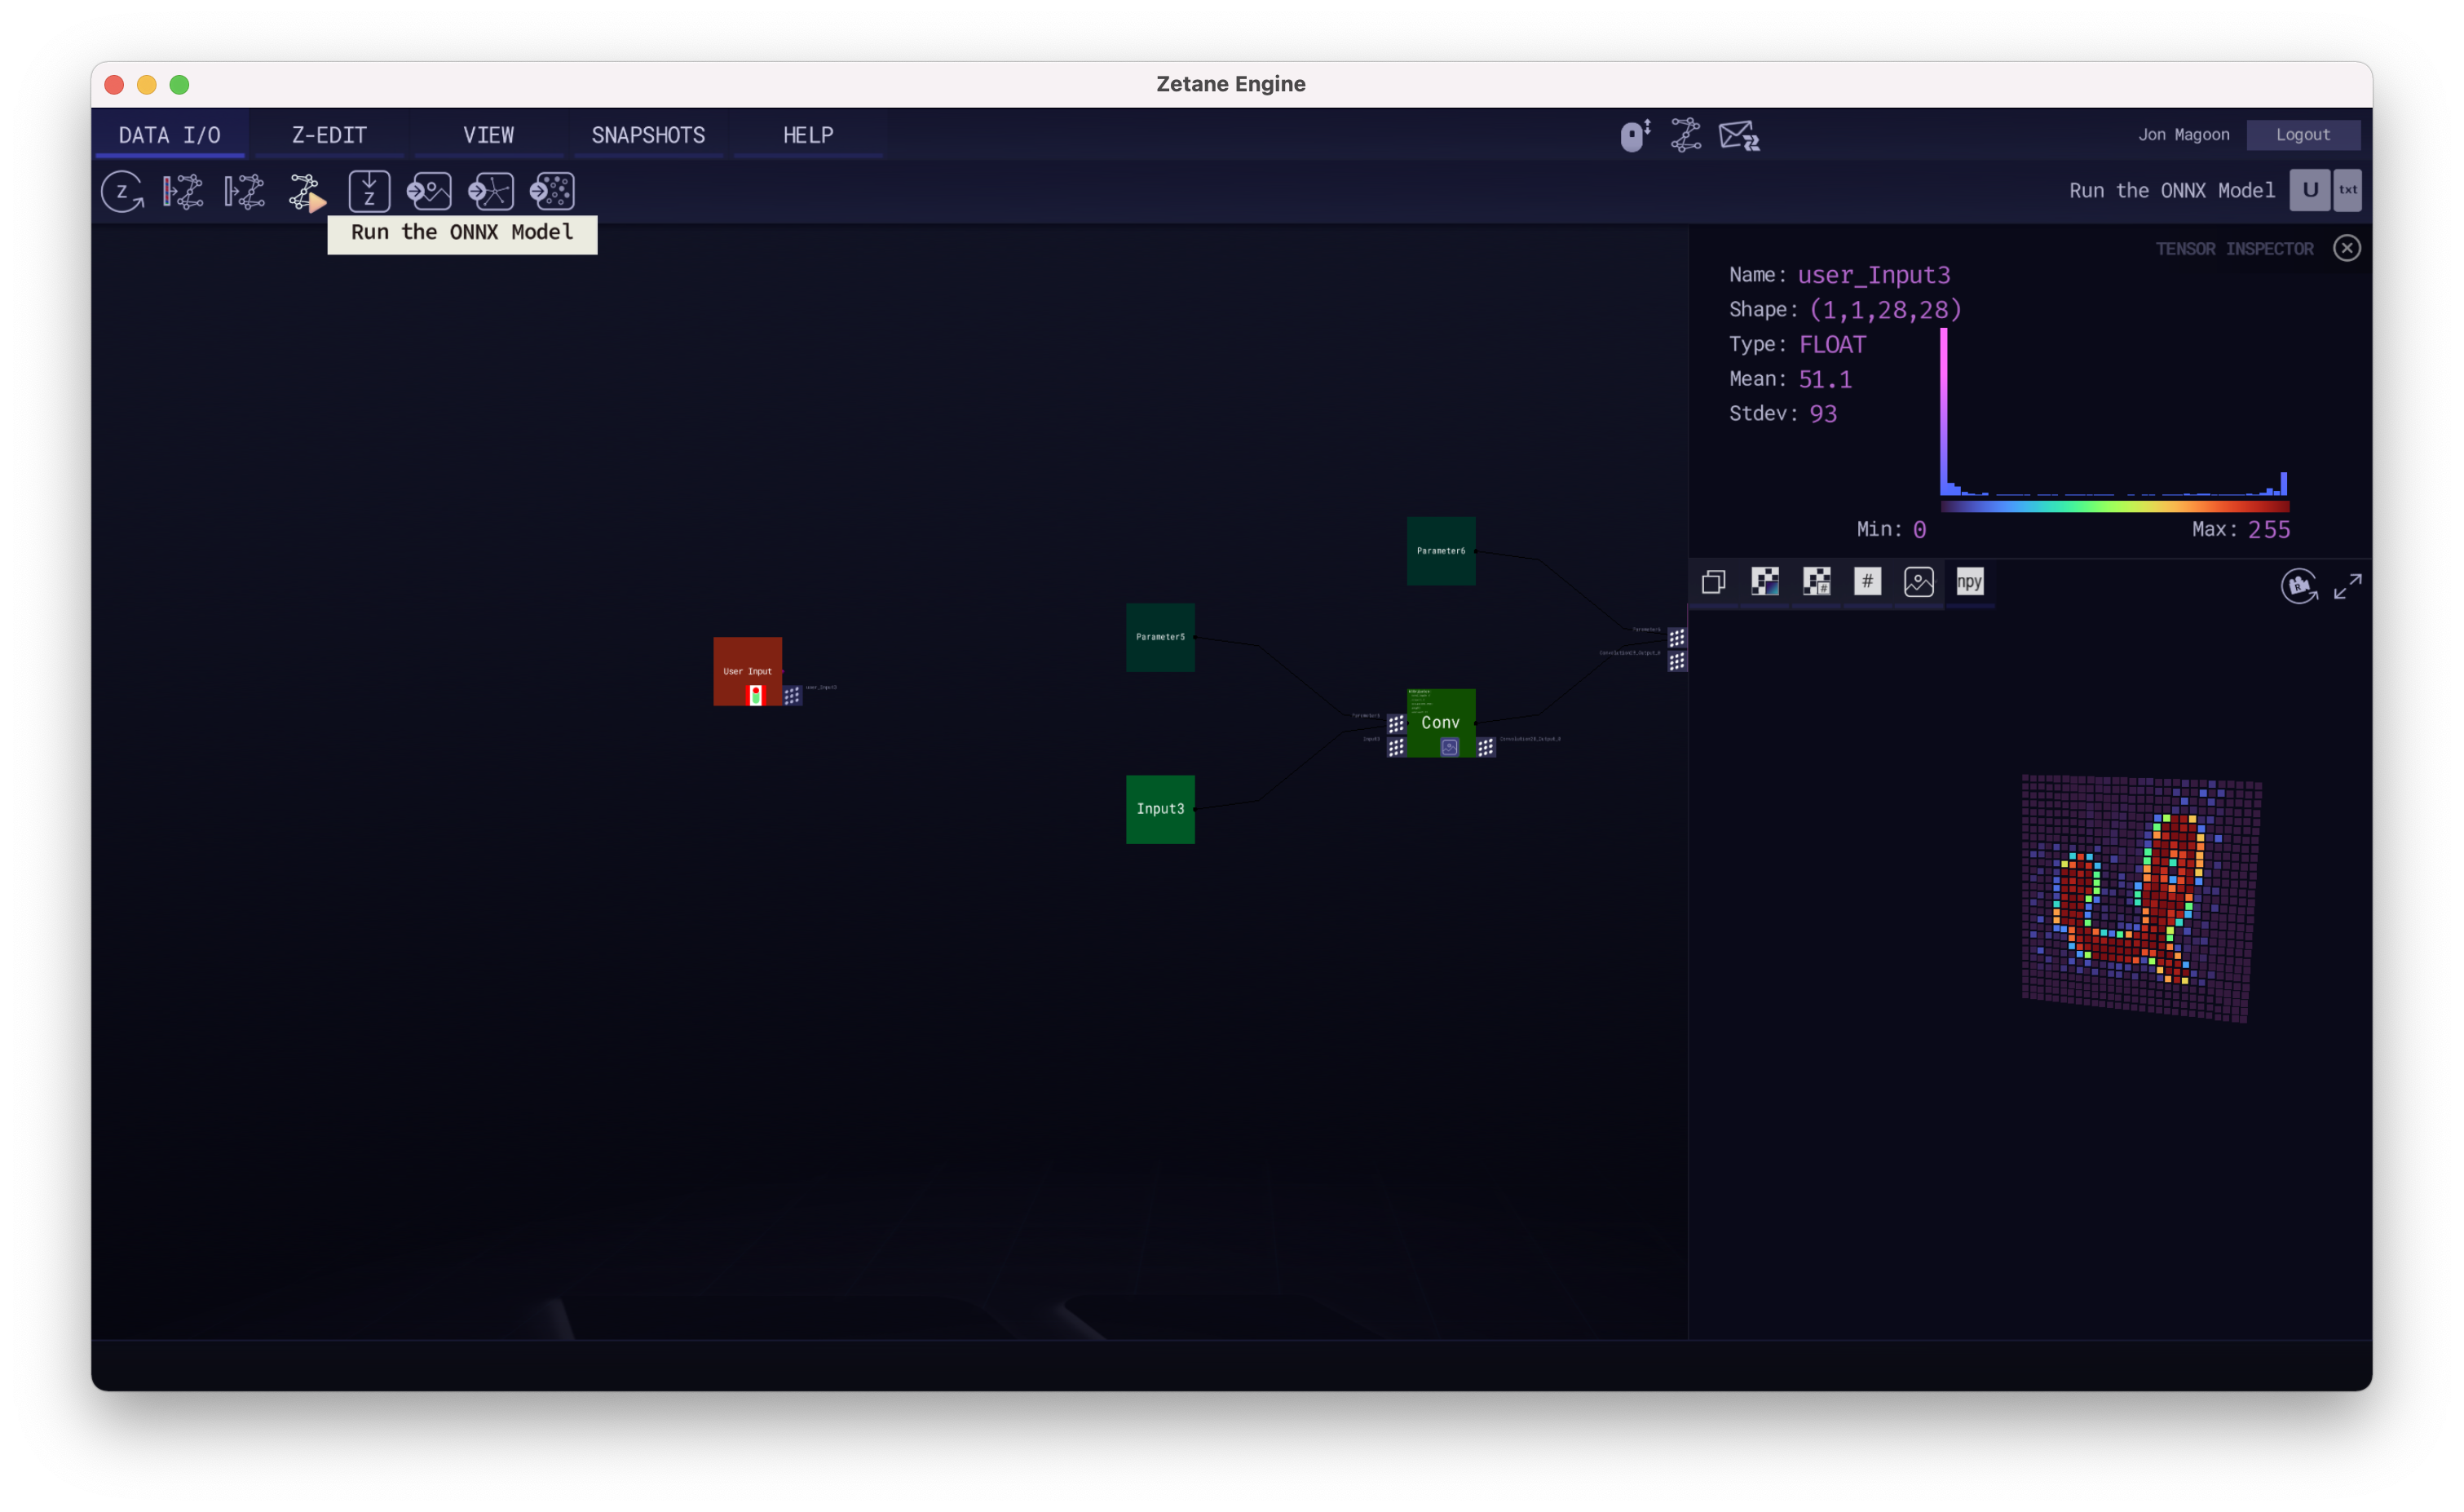 Zetane Engine
DATA I/O
Z-EDIT
VIEW
SNAPSHOTS
HELP
Jon Magoon
Logout
Z
Z
Run the ONNX Model
U
txt
Run the ONNX Model
TENSOR INSPECTOR
Name: user_Input3
Shape: (1,1,28,28)
Type: FLOAT
Mean: 51.1
Stdev: 93
Min: 0
Max: 255
#
#
npy
Parameter6
Parameter5
User Input
user_Input3
Conv
Input3